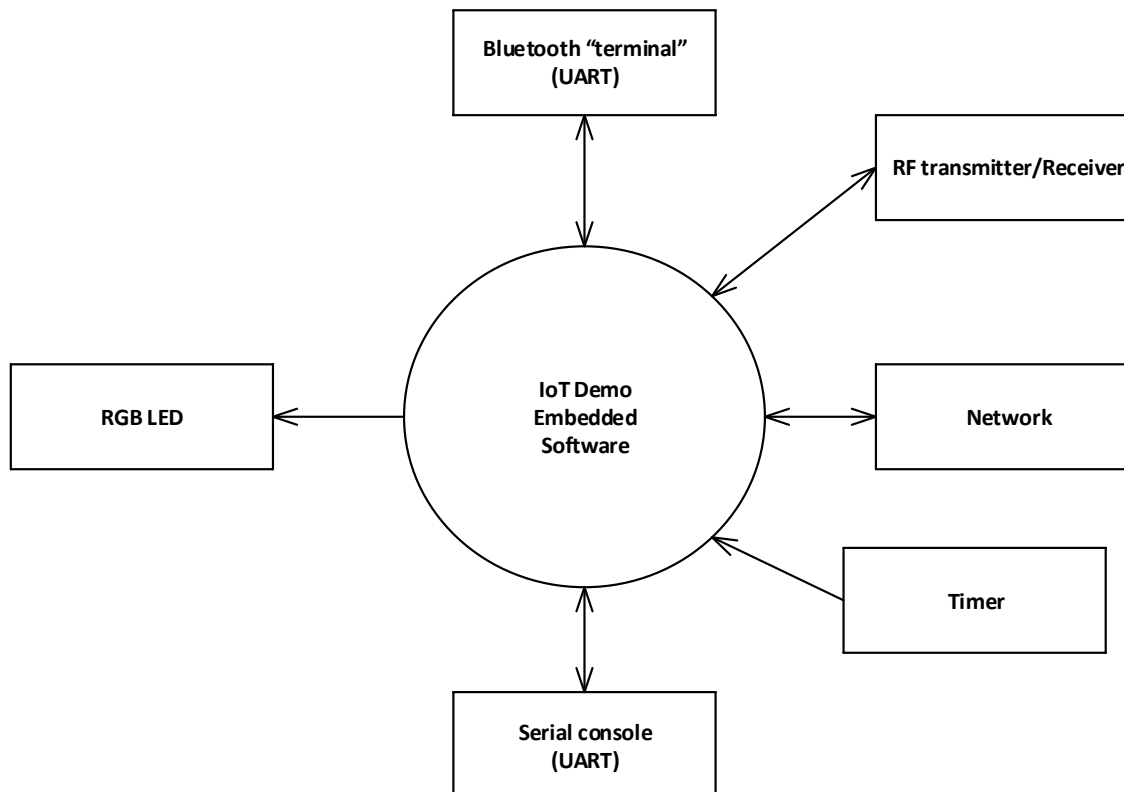 Bluetooth “terminal”
(UART)
RF transmitter/Receiver
IoT Demo
Embedded
Software
RGB LED
Network
Timer
Serial console
(UART)